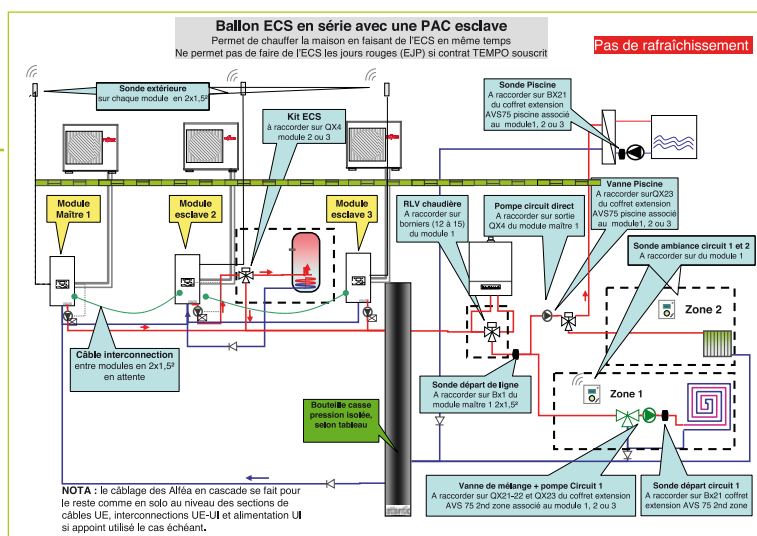 Ballon ECS en série avec une PAC esclave
Permet de chauffer la maison en faisant de l'ECS en même temps
Ne permet pas de faire de l'ECS les jours rouges (EJP) si contrat TEMPO souscrit
Pas de rafraîchissement
Sonde extérieure
sur chaque module en 2x1,5²
Kit ECS
à raccorder sur QX4
module 2 ou 3
Sonde Piscine
A raccorder sur BX21
du coffret extension
AVS75 piscine associé
au module1, 2 ou 3
Module
Maître 1
Module
esclave 2
Module
esclave 3
RLV chaudière
A raccorder sur
borniers (12 à 15)
du module 1
Pompe circuit direct
A raccorder sur sortie
QX4 du module maître 1
Vanne Piscine
A raccorder surQX23
du coffret extension
AVS75 piscine associé
au module1, 2 ou 3
Sonde ambiance circuit 1 et 2
A raccorder sur du module 1
Zone 2
Câble interconnection
entre modules en 2x1,5²
en attente
Sonde départ de ligne
A raccorder sur Bx1 du
module maître 1 2x1,5²
Zone 1
Bouteille casse
pression isolée,
selon tableau
Vanne de mélange + pompe Circuit 1
A raccorder sur QX21-22 et QX23 du coffret extension
AVS 75 2nd zone associé au module 1, 2 ou 3
Sonde départ circuit 1
A raccorder sur Bx21 coffret
extension AVS 75 2nd zone
NOTA : le câblage des Alféa en cascade se fait pour
le reste comme en solo au niveau des sections de
câbles UE, interconnections UE-UI et alimentation UI
si appoint utilisé le cas échéant.